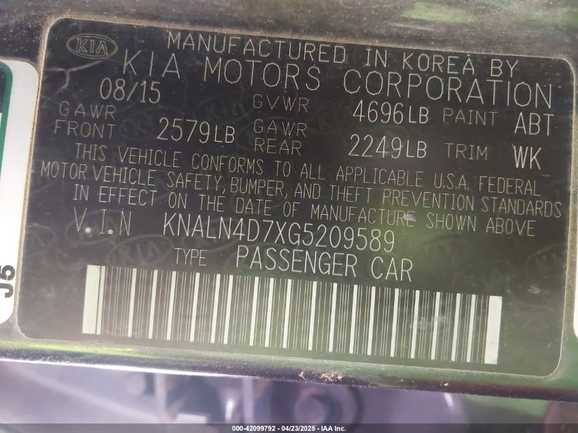 KIA
MANUFACTURED IN KOREA BY
KIA MOTORS CORPORATION
08/15 GVWR 4696LB PAINT ABT
GAWR FRONT 2579LB GAWR REAR 2249LB TRIM WK
THIS VEHICLE CONFORMS TO ALL APPLICABLE U.S.A. FEDERAL
MOTOR VEHICLE SAFETY, BUMPER, AND THEFT PREVENTION STANDARDS
IN EFFECT ON THE DATE OF MANUFACTURE SHOWN ABOVE
V.I.N KNALN4D7XG5209589
TYPE PASSENGER CAR
J5
000-42099792 - 04/23/2025 - IAA Inc.